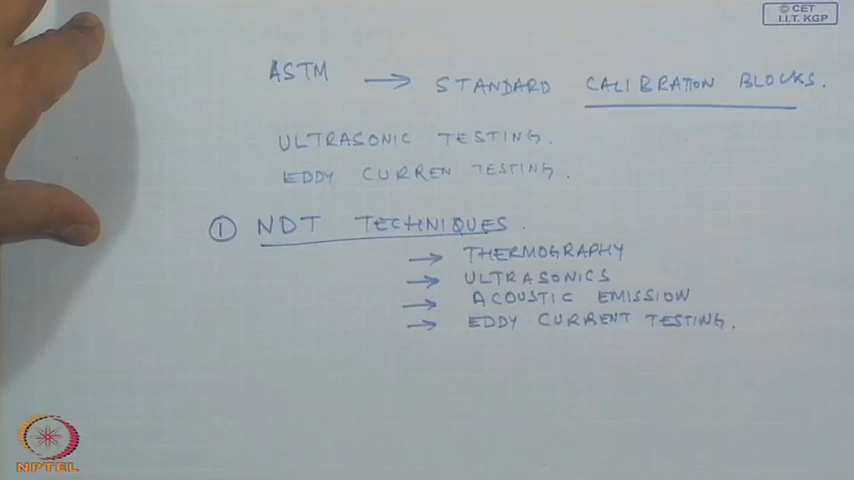 © CET
I.I.T. KGP
ASTM → STANDARD CALIBRATION BLOCKS.
ULTRASONIC TESTING.
EDDY CURREN TESTING.
① NDT TECHNIQUES.
→ THERMOGRAPHY
→ ULTRASONICS
→ ACOUSTIC EMISSION
→ EDDY CURRENT TESTING.
NPTEL